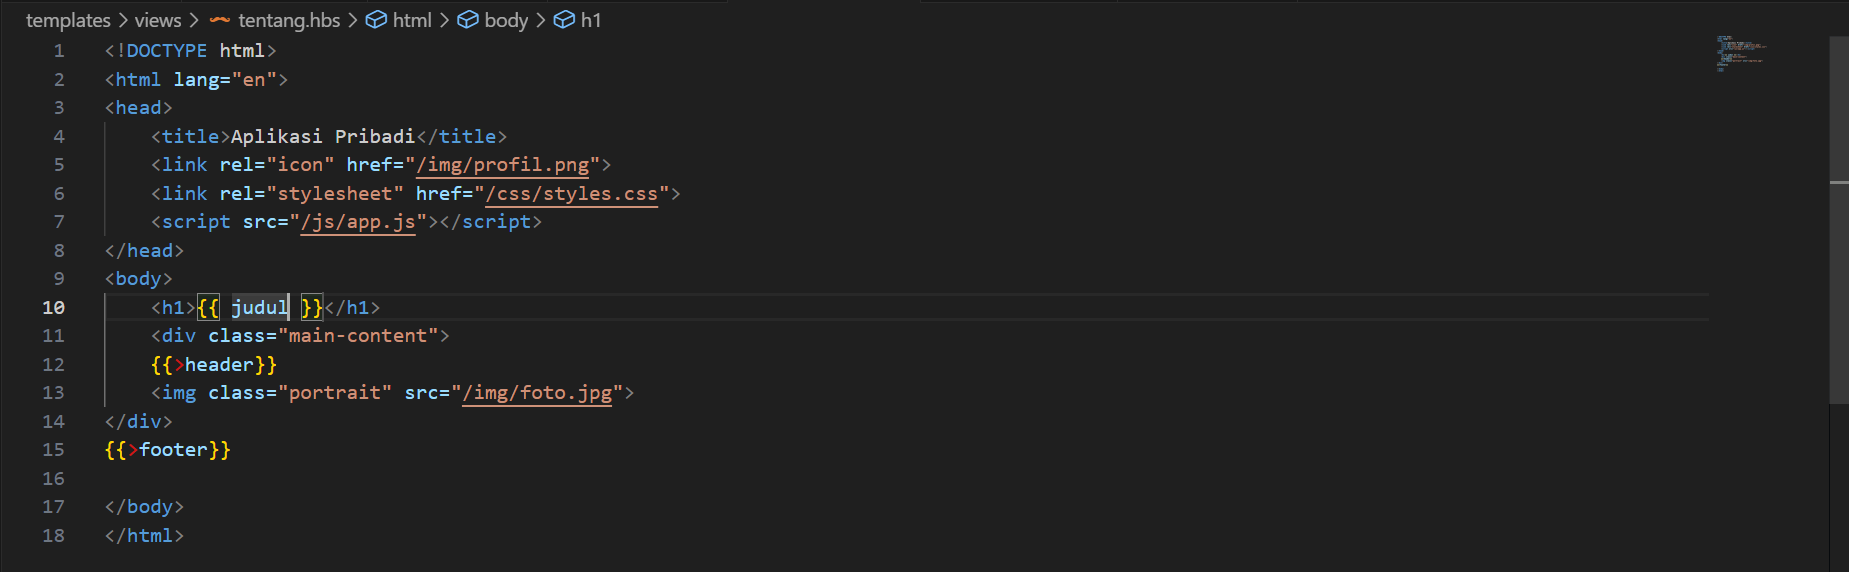 templates > views > tentang.hbs > html > body > h1
1 <!DOCTYPE html>
2 <html lang="en">
3 <head>
4     <title>Aplikasi Pribadi</title>
5     <link rel="icon" href="/img/profil.png">
6     <link rel="stylesheet" href="/css/styles.css">
7     <script src="/js/app.js"></script>
8 </head>
9 <body>
10     <h1>{{ judul }}</h1>
11     <div class="main-content">
12     {{>header}}
13     <img class="portrait" src="/img/foto.jpg">
14 </div>
15 {{>footer}}
16
17 </body>
18 </html>